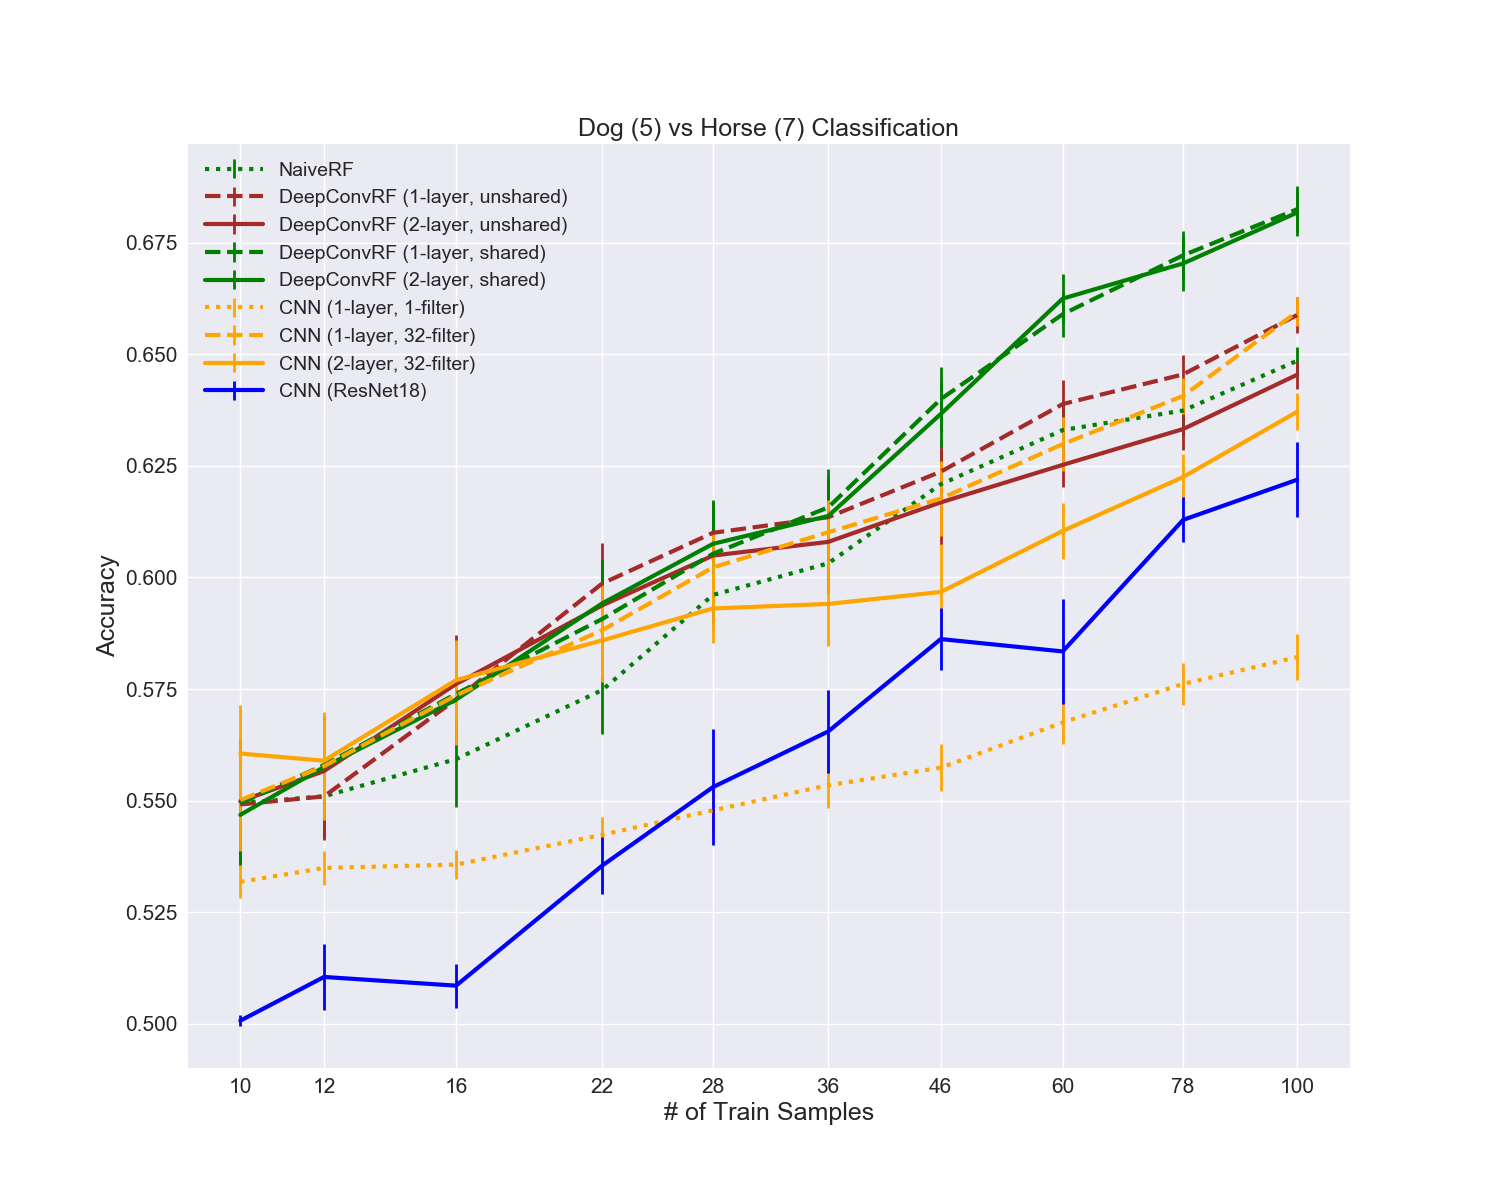 Dog (5) vs Horse (7) Classification
NaiveRF
DeepConvRF (1-layer, unshared)
DeepConvRF (2-layer, unshared)
DeepConvRF (1-layer, shared)
DeepConvRF (2-layer, shared)
CNN (1-layer, 1-filter)
CNN (1-layer, 32-filter)
CNN (2-layer, 32-filter)
CNN (ResNet18)
Accuracy
0.675
0.650
0.625
0.600
0.575
0.550
0.525
0.500
10 12 16 22 28 36 46 60 78 100
# of Train Samples